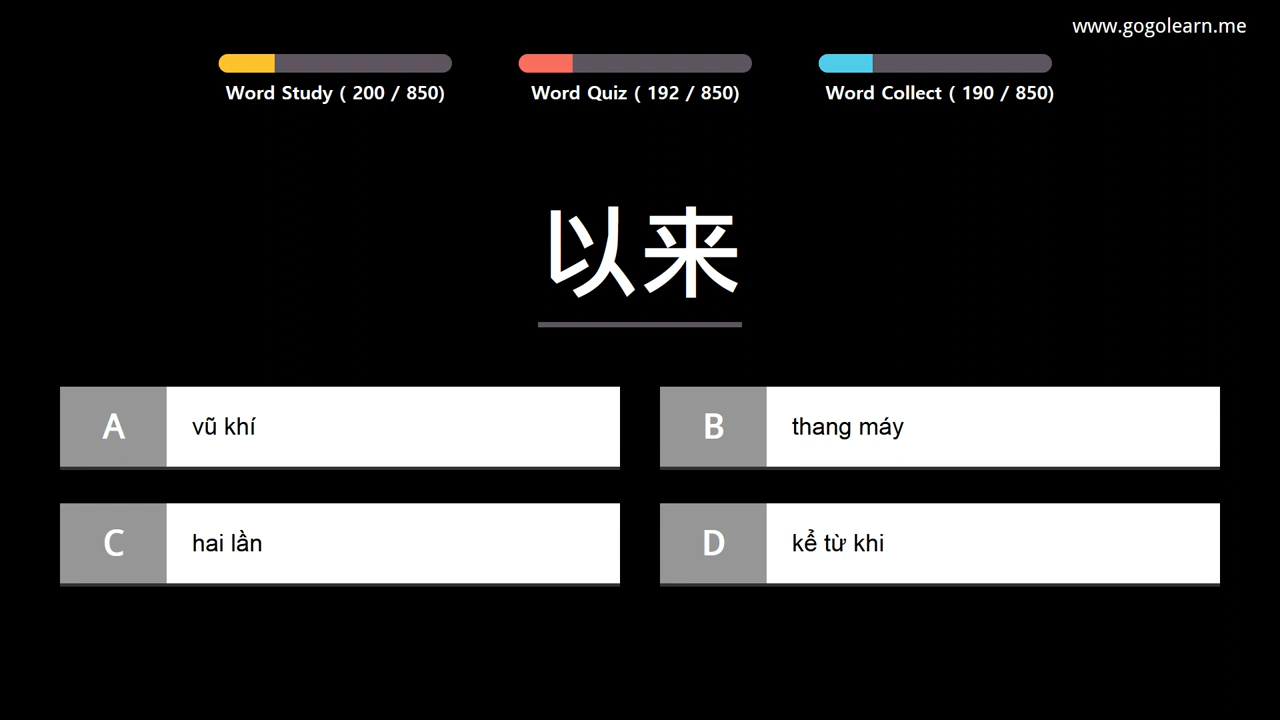 www.gogolearn.me
Word Study ( 200 / 850)
Word Quiz ( 192 / 850)
Word Collect ( 190 / 850)
以来
A vũ khí
B thang máy
C hai lần
D kể từ khi